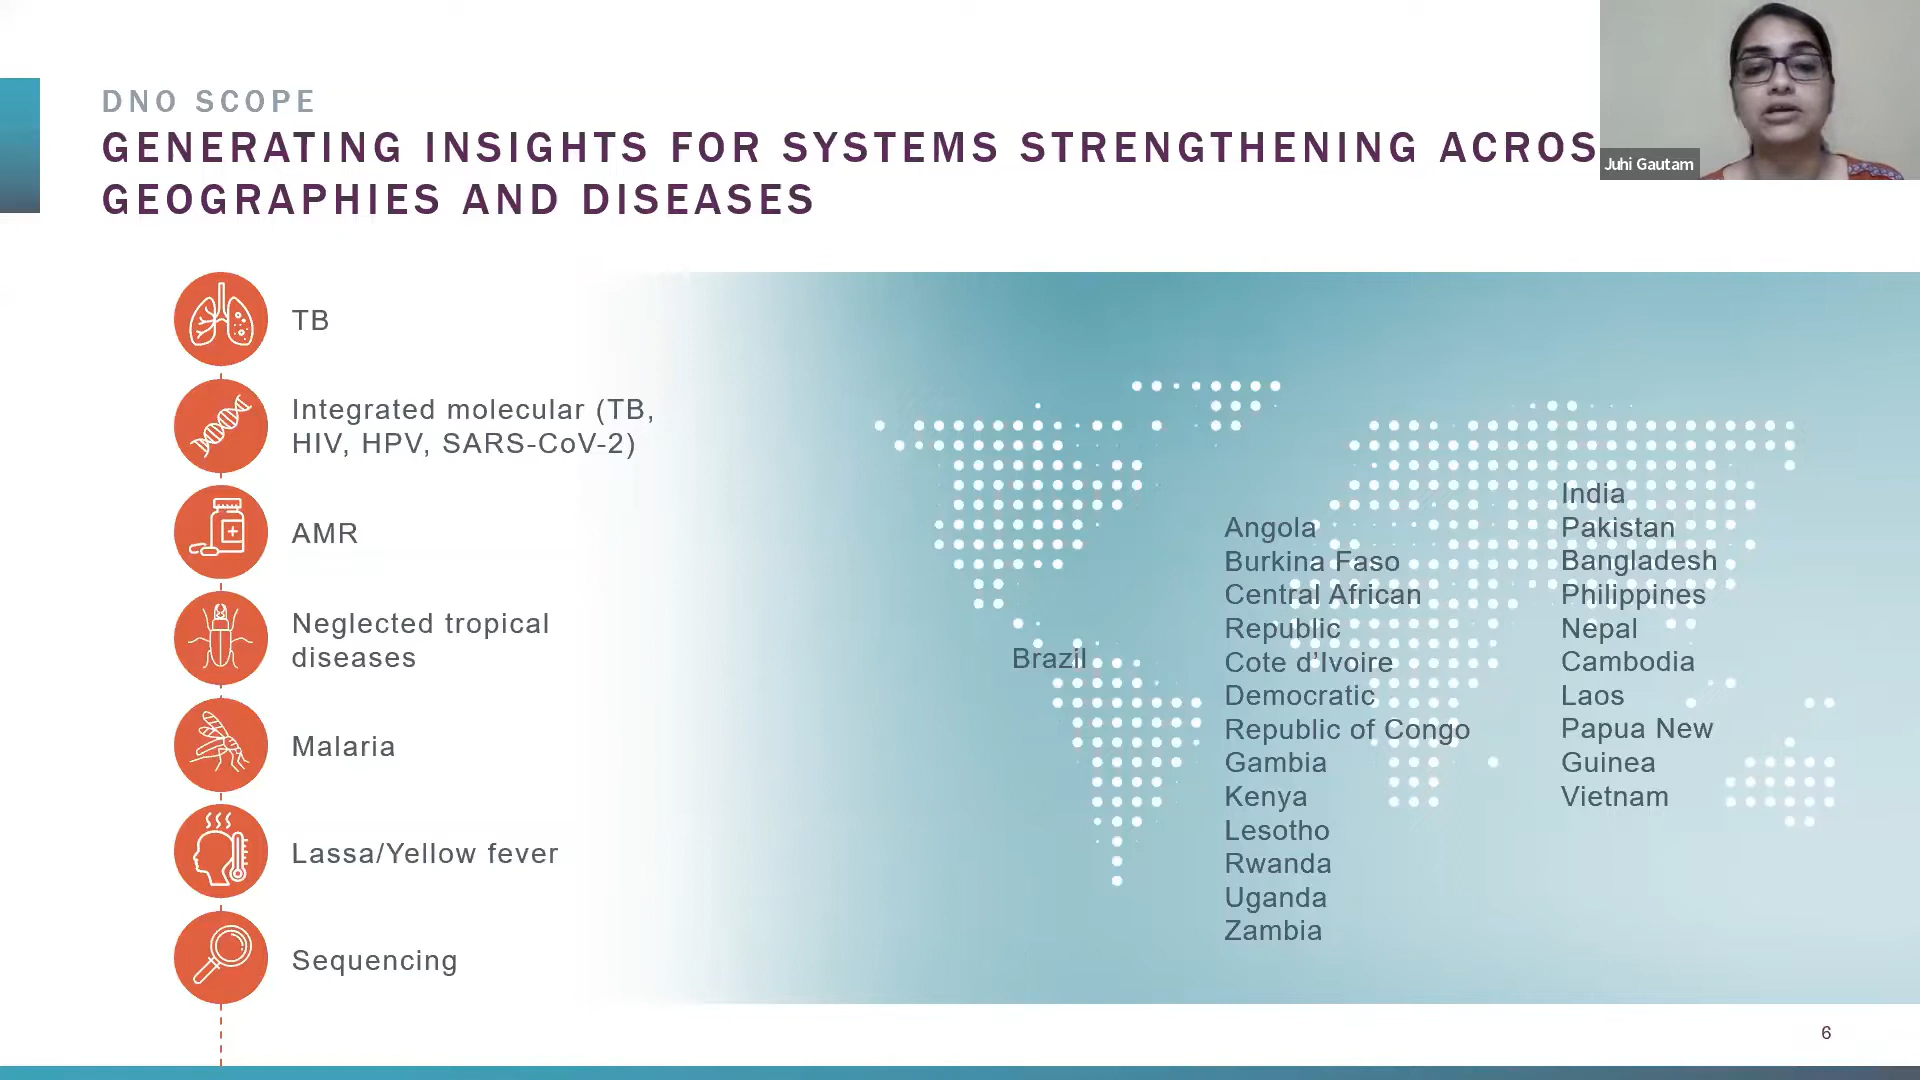 DNO SCOPE
GENERATING INSIGHTS FOR SYSTEMS STRENGTHENING ACROS
GEOGRAPHIES AND DISEASES
Juhi Gautam
TB
Integrated molecular (TB,
HIV, HPV, SARS-CoV-2)
AMR
Neglected tropical
diseases
Malaria
Lassa/Yellow fever
Sequencing
Brazil
Angola
Burkina Faso
Central African
Republic
Cote d’Ivoire
Democratic
Republic of Congo
Gambia
Kenya
Lesotho
Rwanda
Uganda
Zambia
India
Pakistan
Bangladesh
Philippines
Nepal
Cambodia
Laos
Papua New
Guinea
Vietnam
6